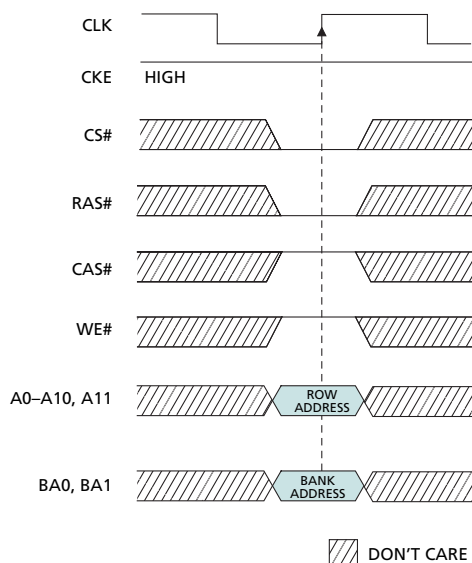 CLK
CKE HIGH
CS#
RAS#
CAS#
WE#
A0–A10, A11 ROW
ADDRESS
BA0, BA1 BANK
ADDRESS
DON'T CARE